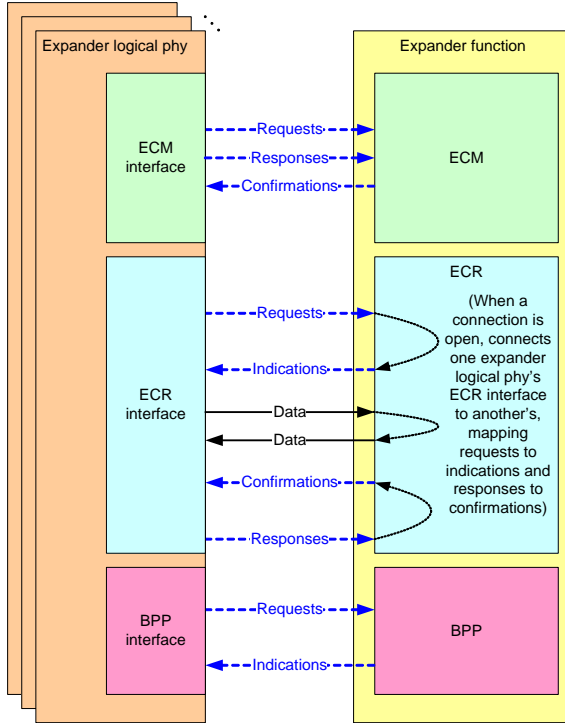 Expander logical phy
Expander function
ECM
interface
Requests
Responses
Confirmations
ECM
ECR
interface
Requests
Indications
Data
Data
Confirmations
Responses
ECR
(When a
connection is
open, connects
one expander
logical phy's
ECR interface
to another's,
mapping
requests to
indications and
responses to
confirmations)
BPP
interface
Requests
Indications
BPP